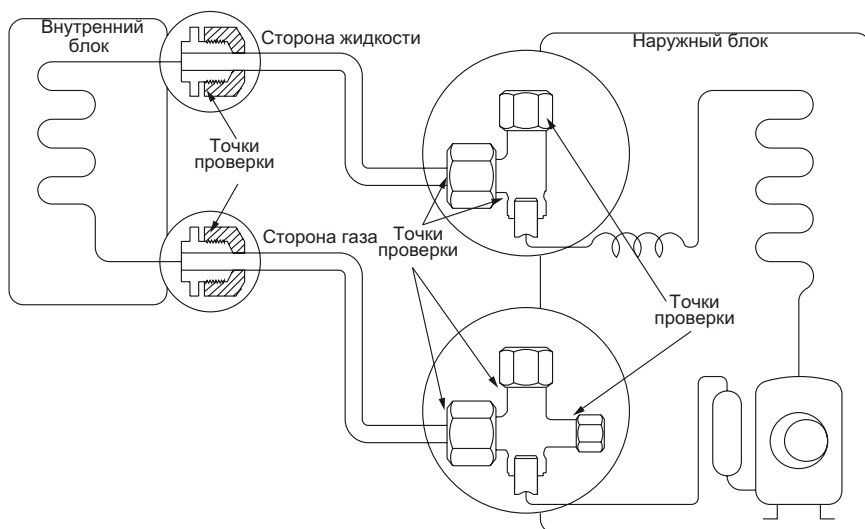 Внутренний
блок
Сторона жидкости
Наружный блок
Точки
проверки
Сторона газа
Точки
проверки
Точки
проверки